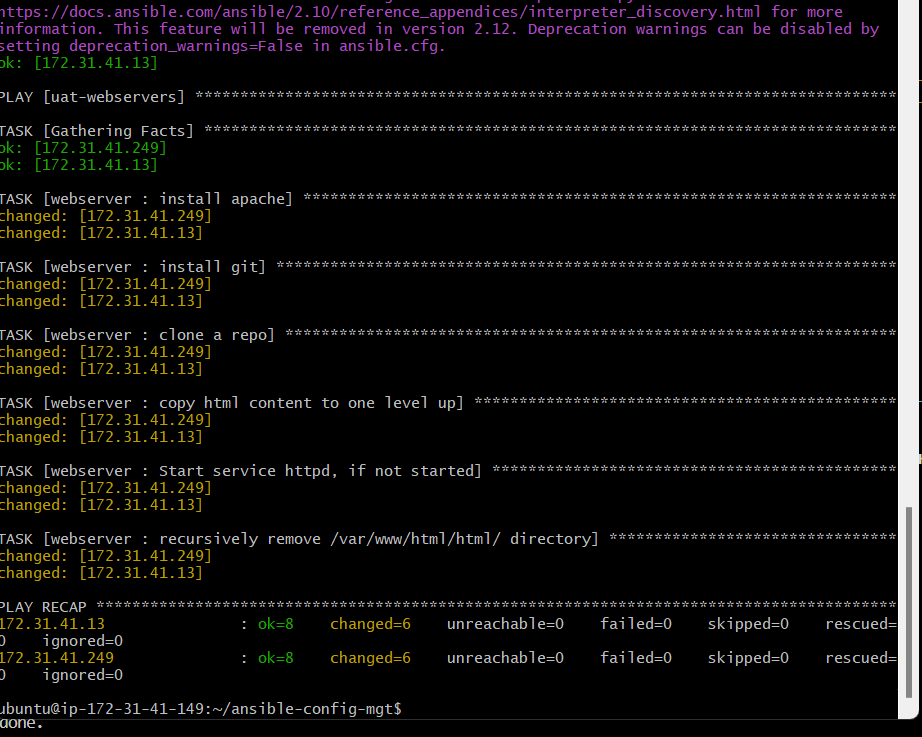 https://docs.ansible.com/ansible/2.10/reference_appendices/interpreter_discovery.html for more
information. This feature will be removed in version 2.12. Deprecation warnings can be disabled by
setting deprecation_warnings=False in ansible.cfg.
ok: [172.31.41.13]
PLAY [uat-webservers] ******************************************************************************
TASK [Gathering Facts] *****************************************************************************
ok: [172.31.41.249]
ok: [172.31.41.13]
TASK [webserver : install apache] ******************************************************************
changed: [172.31.41.249]
changed: [172.31.41.13]
TASK [webserver : install git] *********************************************************************
changed: [172.31.41.249]
changed: [172.31.41.13]
TASK [webserver : clone a repo] ********************************************************************
changed: [172.31.41.249]
changed: [172.31.41.13]
TASK [webserver : copy html content to one level up] ***********************************************
changed: [172.31.41.249]
changed: [172.31.41.13]
TASK [webserver : Start service httpd, if not started] *********************************************
changed: [172.31.41.249]
changed: [172.31.41.13]
TASK [webserver : recursively remove /var/www/html/html/ directory] ********************************
changed: [172.31.41.249]
changed: [172.31.41.13]
PLAY RECAP *****************************************************************************************
172.31.41.13               : ok=8    changed=6    unreachable=0    failed=0    skipped=0    rescued=
0    ignored=0
172.31.41.249              : ok=8    changed=6    unreachable=0    failed=0    skipped=0    rescued=
0    ignored=0
ubuntu@ip-172-31-41-149:~/ansible-config-mgt$
done.